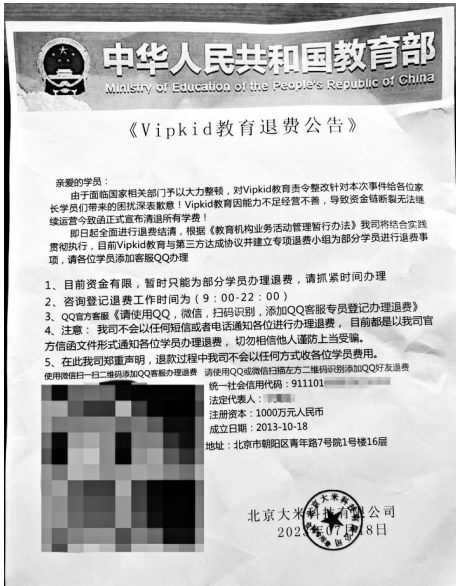 中华人民共和国教育部
Ministry of Education of the People's Republic of China
《Vipkid教育退费公告》
亲爱的学员：
由于面临国家相关部门予以大力整顿，对Vipkid教育责令整改针对本次事件给各位家
长学员们带来的困扰深表歉意！Vipkid教育因能力不足经营不善，导致资金链断裂无法继
续运营今致函正式宣布清退所有学费！
即日起全面进行退费结清，根据《教育机构业务活动管理暂行办法》我司将结合实践
贯彻执行，目前Vipkid教育与第三方达成协议并建立专项退费小组为部分学员进行退费事
项，请各位学员添加客服QQ办理
1、目前资金有限，暂时只能为部分学员办理退费，请抓紧时间办理
2、咨询登记退费工作时间为（9：00-22：00）
3、QQ官方客服《请使用QQ，微信，扫码识别，添加QQ客服专员登记办理退费》
4、注意： 我司不会以任何短信或者电话通知各位进行办理退费， 目前都是以我司官
方信函文件形式通知各位学员办理退费， 切勿相信他人谨防上当受骗。
5、在此我司郑重声明，退款过程中我司不会以任何方式收各位学员费用。
使用微信扫一扫二维码添加QQ客服办理退费 请使用QQ或微信扫描左方二维码识别添加QQ好友退费
统一社会信用代码：911101
法定代表人：
注册资本：1000万元人民币
成立日期：2013-10-18
地址：北京市朝阳区青年路7号院1号楼16层
北京大米科技有限公司
2023年07月18日